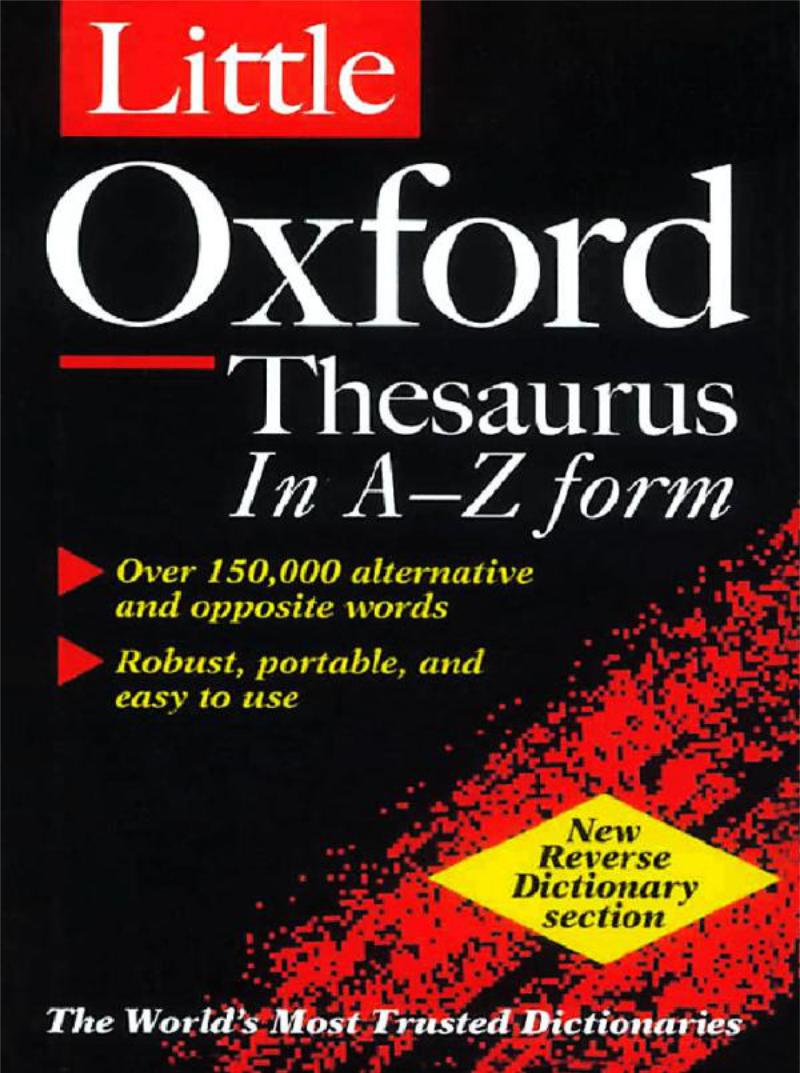 Little
Oxford
Thesaurus
In A–Z form
Over 150,000 alternative
and opposite words
Robust, portable, and
easy to use
New
Reverse
Dictionary
section
The World's Most Trusted Dictionaries